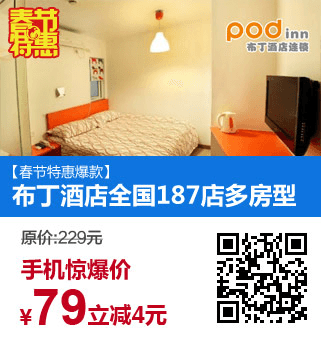 春节
特惠
pod inn
布丁酒店连锁
【春节特惠爆款】
布丁酒店全国187店多房型
原价:229元
手机惊爆价
¥79立减4元